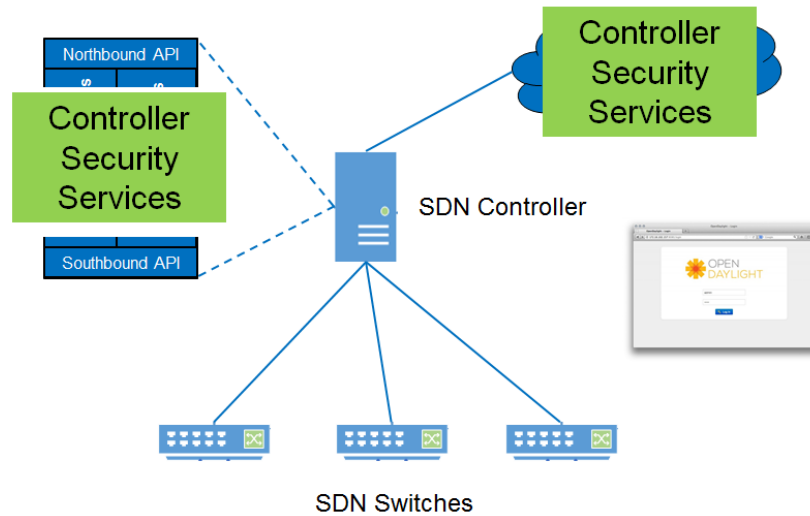 Northbound API
s
s
Controller
Security
Services
Southbound API
Controller
Security
Services
SDN Controller
OPEN
DAYLIGHT
SDN Switches